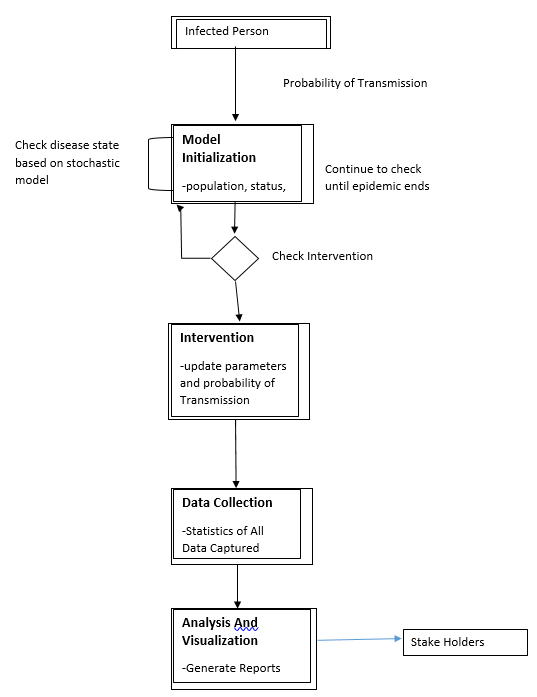 Infected Person
Probability of Transmission
Check disease state
based on stochastic
model
Model
Initialization
-population, status,
Continue to check
until epidemic ends
Check Intervention
Intervention
-update parameters
and probability of
Transmission
Data Collection
-Statistics of All
Data Captured
Analysis And
Visualization
-Generate Reports
Stake Holders